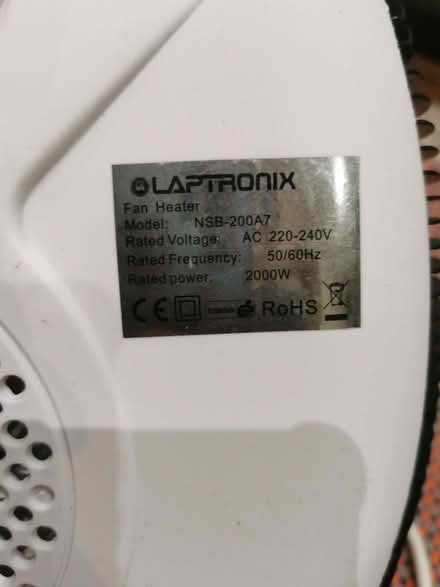 LAPTRONIX
Fan Heater
Model: NSB-200A7
Rated Voltage: AC 220-240V
Rated Frequency: 50/60Hz
Rated power: 2000W
CE RoHS